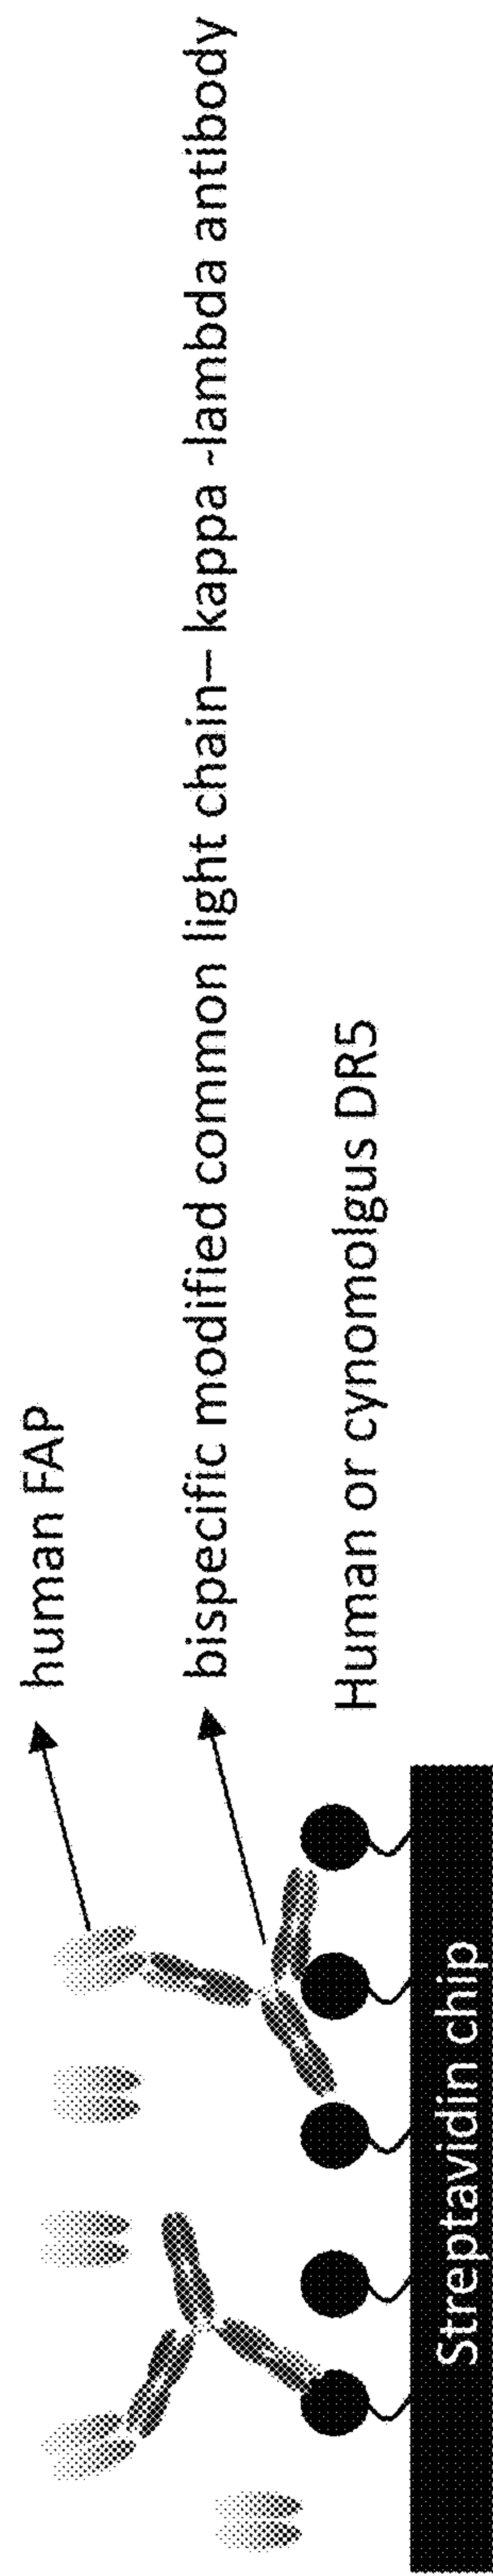 human FAP
bispecific modified common light chain– kappa -lambda antibody
Human or cynomolgus DR5
Streptavidin chip